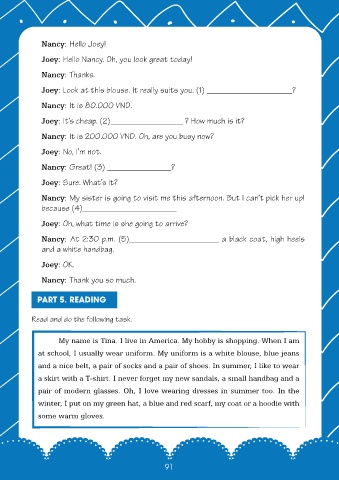 Nancy: Hello Joey!
Joey: Hello Nancy. Oh, you look great today!
Nancy: Thanks.
Joey: Look at this blouse. It really suits you. (1) ____________________?
Nancy: It is 80.000 VND.
Joey: It's cheap. (2)_________________ ? How much is it?
Nancy: It is 200.000 VND. Oh, are you busy now?
Joey: No, I'm not.
Nancy: Great! (3) _______________?
Joey: Sure. What's it?
Nancy: My sister is going to visit me this afternoon. But I can't pick her up!
because (4)______________________
Joey: Oh, what time is she going to arrive?
Nancy: At 2:30 p.m. (5)_____________________ a black coat, high heels
and a white handbag.
Joey: OK.
Nancy: Thank you so much.
PART 5. READING
Read and do the following task.
My name is Tina. I live in America. My hobby is shopping. When I am
at school, I usually wear uniform. My uniform is a white blouse, blue jeans
and a nice belt, a pair of socks and a pair of shoes. In summer, I like to wear
a skirt with a T-shirt. I never forget my new sandals, a small handbag and a
pair of modern glasses. Oh, I love wearing dresses in summer too. In the
winter, I put on my green hat, a blue and red scarf, my coat or a hoodie with
some warm gloves.
91